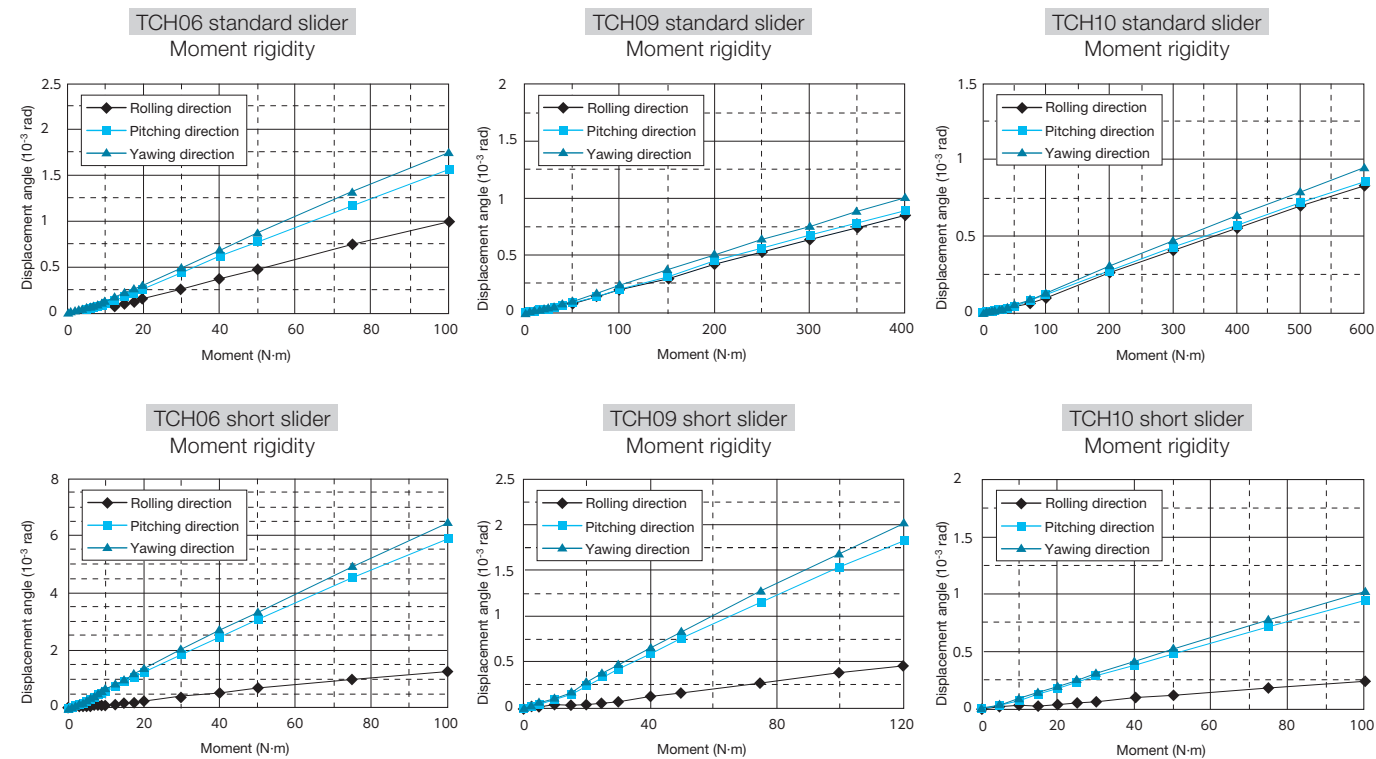 TCH06 standard slider
Moment rigidity
2.5
2
1.5
1
0.5
0
Displacement angle (10⁻³ rad)
Rolling direction
Pitching direction
Yawing direction
0 20 40 60 80 100
Moment (N·m)
TCH09 standard slider
Moment rigidity
2
1.5
1
0.5
0
Displacement angle (10⁻³ rad)
Rolling direction
Pitching direction
Yawing direction
0 100 200 300 400
Moment (N·m)
TCH10 standard slider
Moment rigidity
1.5
1
0.5
0
Displacement angle (10⁻³ rad)
Rolling direction
Pitching direction
Yawing direction
0 100 200 300 400 500 600
Moment (N·m)
TCH06 short slider
Moment rigidity
8
6
4
2
0
Displacement angle (10⁻³ rad)
Rolling direction
Pitching direction
Yawing direction
0 20 40 60 80 100
Moment (N·m)
TCH09 short slider
Moment rigidity
2.5
2
1.5
1
0.5
0
Displacement angle (10⁻³ rad)
Rolling direction
Pitching direction
Yawing direction
0 40 80 120
Moment (N·m)
TCH10 short slider
Moment rigidity
2
1.5
1
0.5
0
Displacement angle (10⁻³ rad)
Rolling direction
Pitching direction
Yawing direction
0 20 40 60 80 100
Moment (N·m)